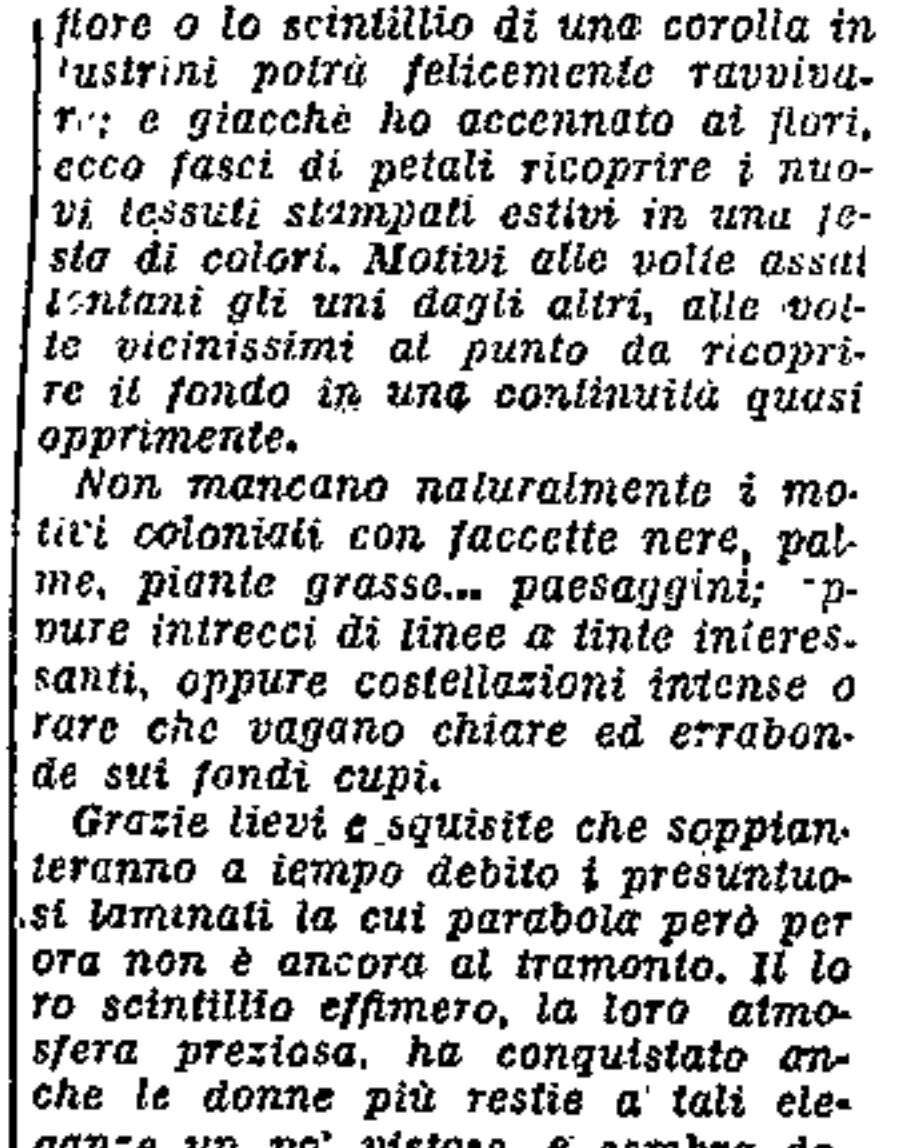 fiore o lo scintillio di una corolla in
lustrini potrà felicemente ravviva-
re; e giacchè ho accennato ai fiori,
ecco fasci di petali ricoprire i nuo-
vi tessuti stampati estivi in una fe-
sta di colori. Motivi alle volte assai
lontani gli uni dagli altri, alle vol-
te vicinissimi al punto da ricopri-
re il fondo in una continuità quasi
opprimente.
Non mancano naturalmente i mo-
tivi coloniali con faccette nere, pal-
me, piante grasse... paesaggini; op-
pure intrecci di linee a tinte interes-
santi, oppure costellazioni intense o
rare che vagano chiare ed errabon-
de sui fondi cupi.
Grazie lievi e squisite che soppian-
teranno a tempo debito i presuntuo-
si laminati la cui parabola però per
ora non è ancora al tramonto. Il lo
ro scintillio effimero, la loro atmo-
sfera preziosa, ha conquistato an-
che le donne più restie a tali ele-
ganze un po' vistose, e sembra